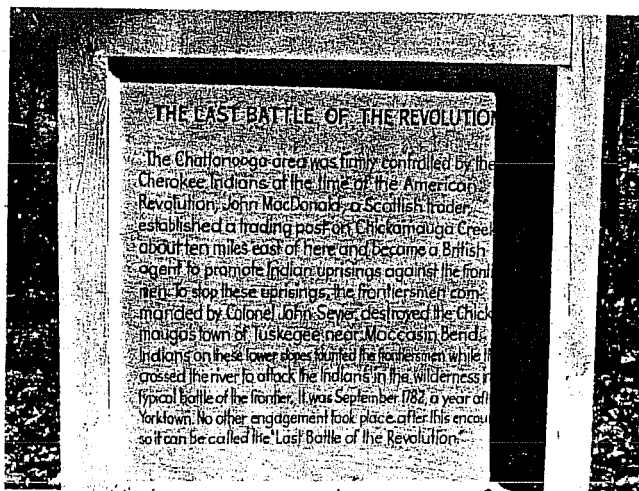 THE LAST BATTLE OF THE REVOLUTION
The Chattanooga area was firmly controlled by the
Cherokee Indians at the time of the American
Revolution, John MacDonald, a Scottish trader,
established a trading post on Chickamauga Creek
about ten miles east of here and became a British
agent to promote Indian uprisings against the fronti
men. To stop these uprisings, the frontiersmen com-
manded by Colonel John Sevier, destroyed the Chick
maugas town of Tuskegee near Moccasin Bend.
Indians on these lower slopes taunted the frontiersmen while th
crossed the river to attack the Indians in the wilderness in
typical battle of the frontier. It was September 1782, a year aft
Yorktown. No other engagement took place after this encou
so it can be called the "Last Battle of the Revolution."